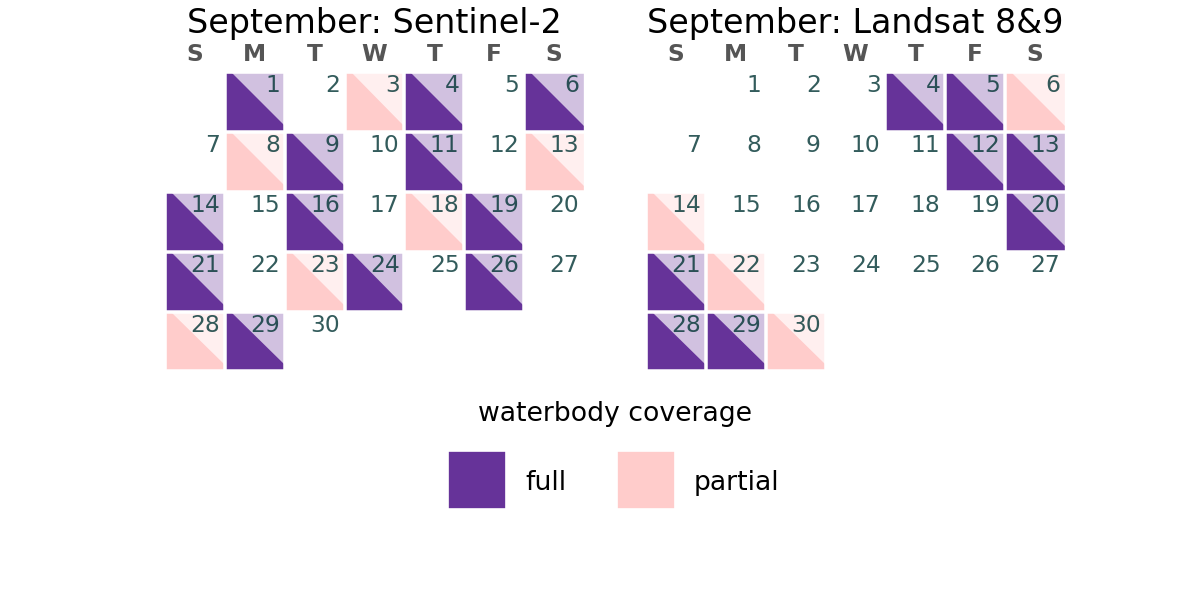 September: Sentinel-2
S M T W T F S
1 2 3 4 5 6
7 8 9 10 11 12 13
14 15 16 17 18 19 20
21 22 23 24 25 26 27
28 29 30
September: Landsat 8&9
S M T W T F S
1 2 3 4 5 6
7 8 9 10 11 12 13
14 15 16 17 18 19 20
21 22 23 24 25 26 27
28 29 30
waterbody coverage
full partial